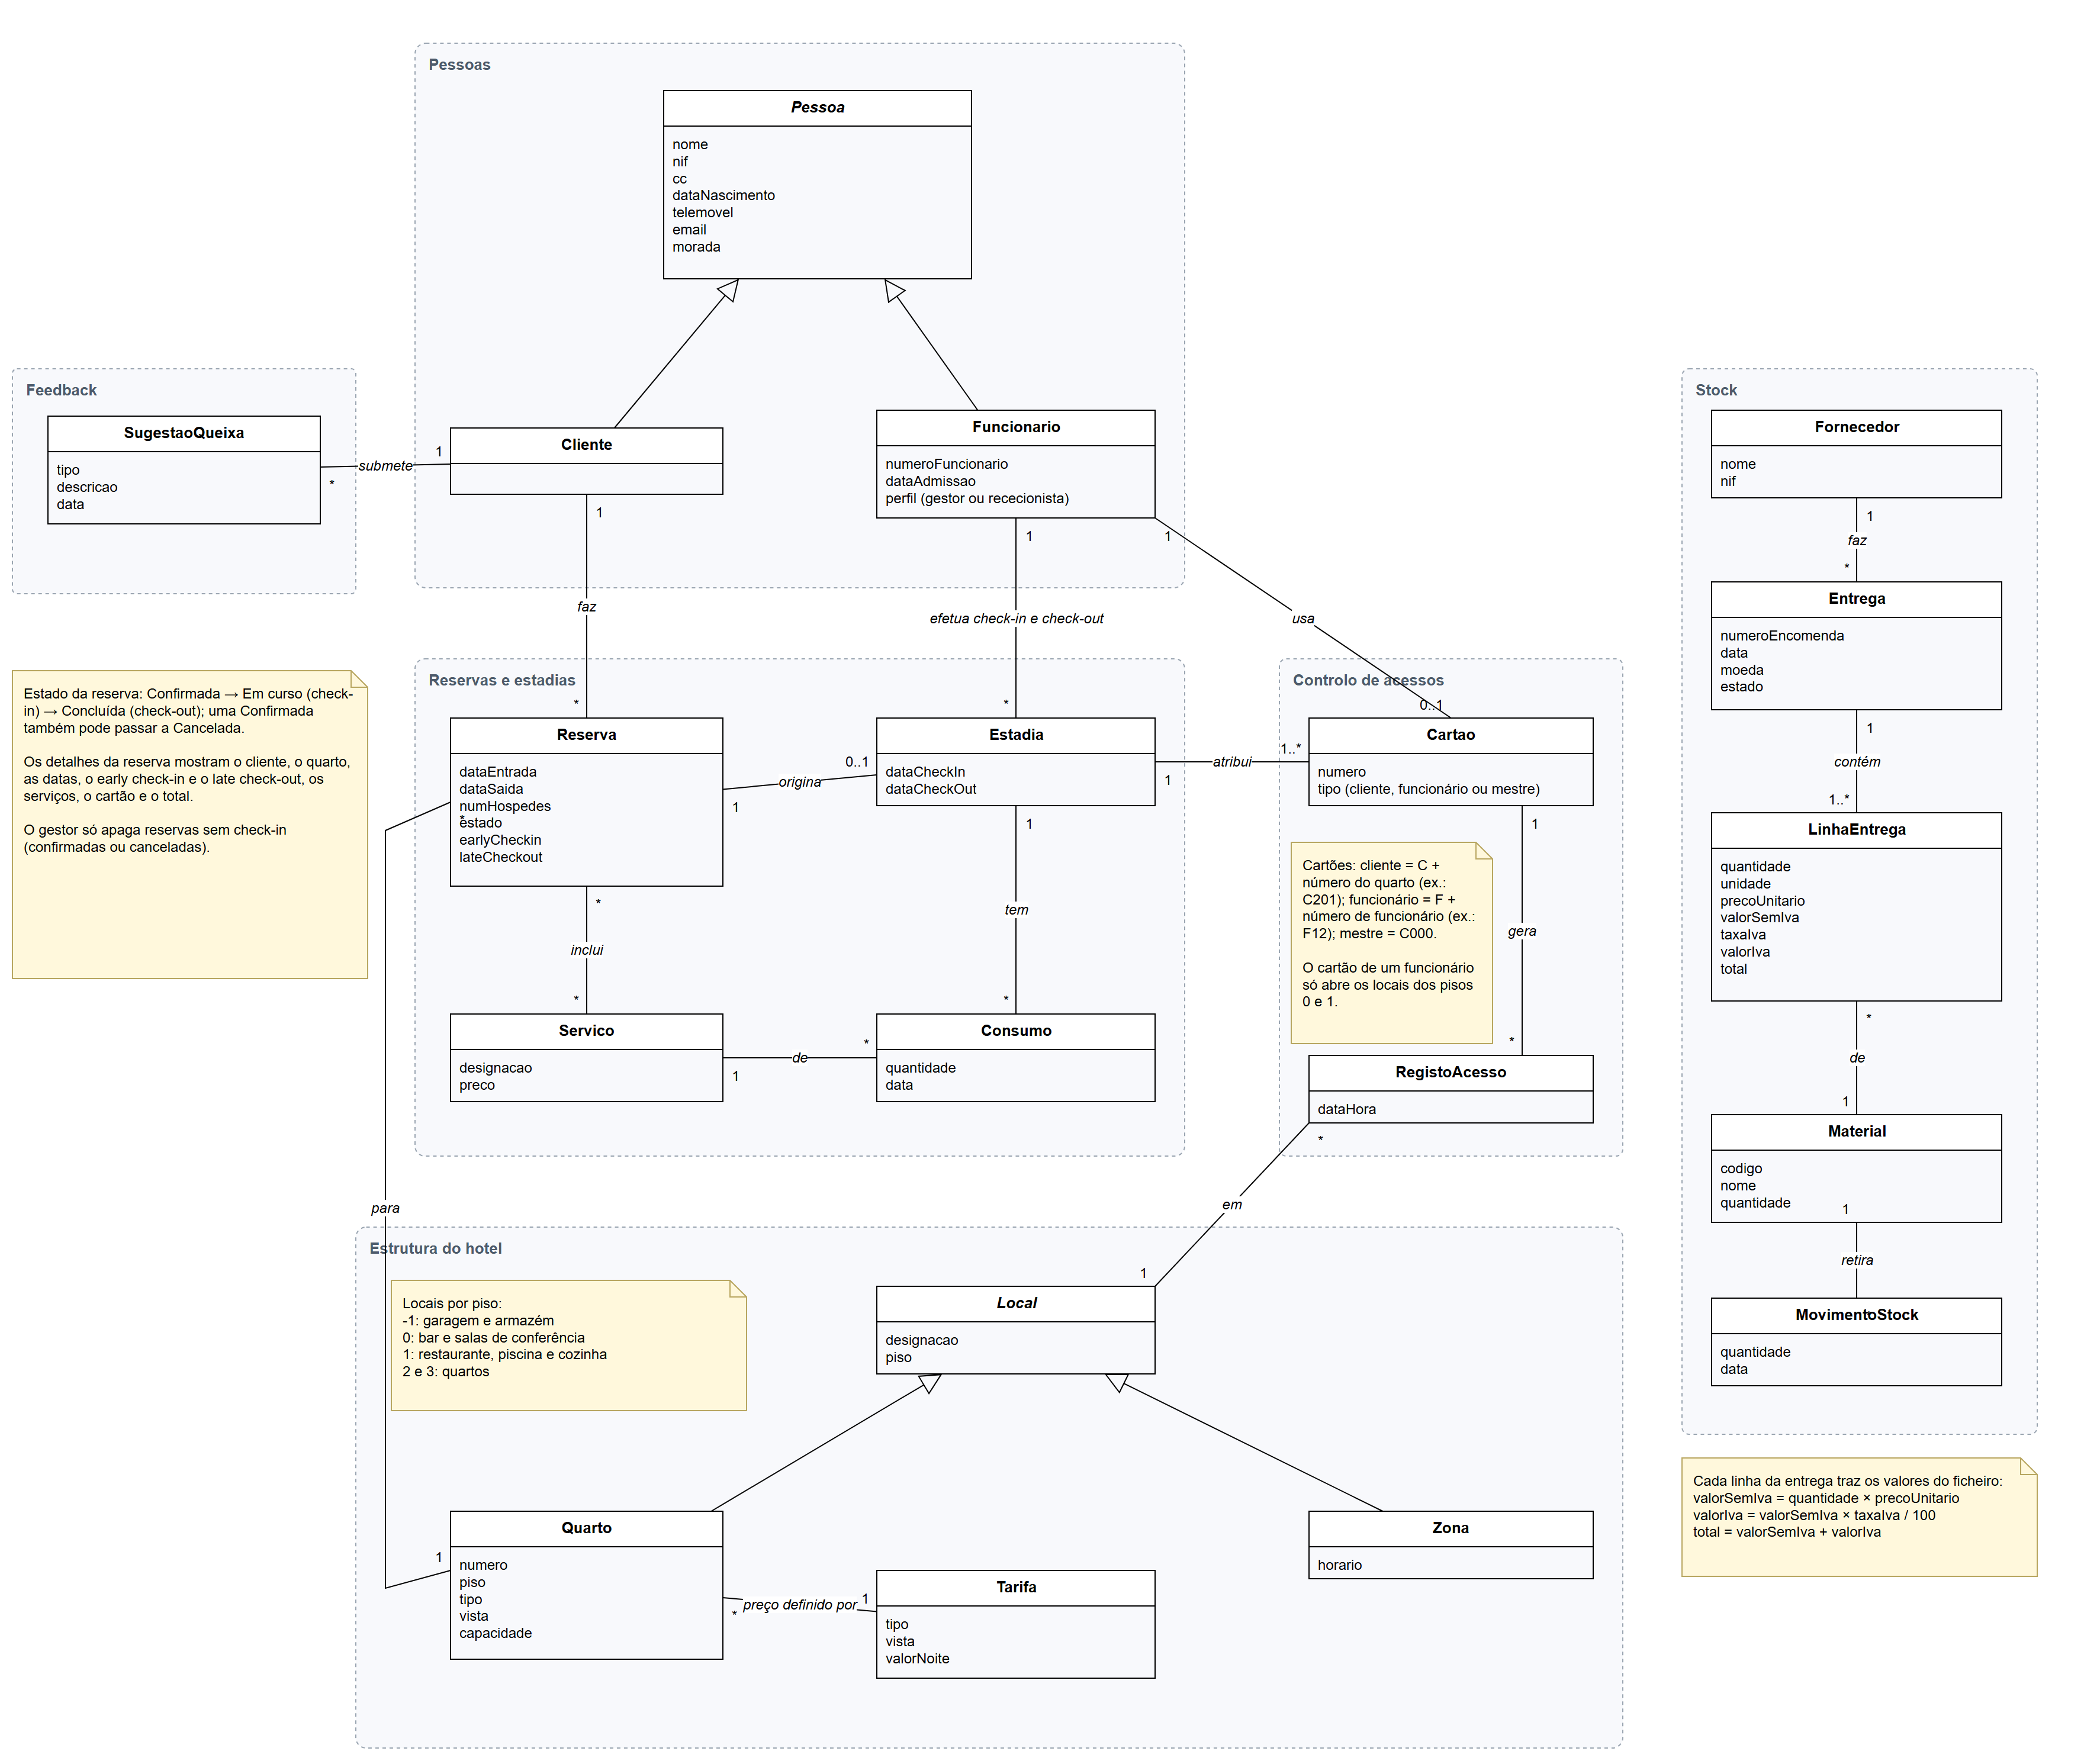 Pessoas
Pessoa
nome
nif
cc
dataNascimento
telemovel
email
morada
Feedback
SugestaoQueixa
tipo
descricao
data
submete
1
*
Cliente
1
Funcionario
numeroFuncionario
dataAdmissao
perfil (gestor ou rececionista)
1
1
faz
efetua check-in e check-out
usa
Estado da reserva: Confirmada → Em curso (check-
in) → Concluída (check-out); uma Confirmada
também pode passar a Cancelada.
Os detalhes da reserva mostram o cliente, o quarto,
as datas, o early check-in e o late check-out, os
serviços, o cartão e o total.
O gestor só apaga reservas sem check-in
(confirmadas ou canceladas).
Reservas e estadias
*
Reserva
dataEntrada
dataSaida
numHospedes
*
estado
earlyCheckin
lateCheckout
origina
1
0..1
*
Estadia
dataCheckIn
dataCheckOut
1
atribui
1
1..*
*
inclui
*
tem
*
Servico
designacao
preco
de
1
*
Consumo
quantidade
data
Controlo de acessos
0..1
Cartao
numero
tipo (cliente, funcionário ou mestre)
1
Cartões: cliente = C +
número do quarto (ex.:
C201); funcionário = F +
número de funcionário (ex.:
F12); mestre = C000.
O cartão de um funcionário
só abre os locais dos pisos
0 e 1.
gera
*
RegistoAcesso
dataHora
*
em
1
para
Estrutura do hotel
Locais por piso:
-1: garagem e armazém
0: bar e salas de conferência
1: restaurante, piscina e cozinha
2 e 3: quartos
Local
designacao
piso
1
Quarto
numero
piso
tipo
vista
capacidade
*
preço definido por
1
Tarifa
tipo
vista
valorNoite
Zona
horario
Stock
Fornecedor
nome
nif
1
faz
*
Entrega
numeroEncomenda
data
moeda
estado
1
contém
1..*
LinhaEntrega
quantidade
unidade
precoUnitario
valorSemIva
taxaIva
valorIva
total
*
de
1
Material
codigo
nome
quantidade
1
retira
MovimentoStock
*
quantidade
data
Cada linha da entrega traz os valores do ficheiro:
valorSemIva = quantidade × precoUnitario
valorIva = valorSemIva × taxaIva / 100
total = valorSemIva + valorIva